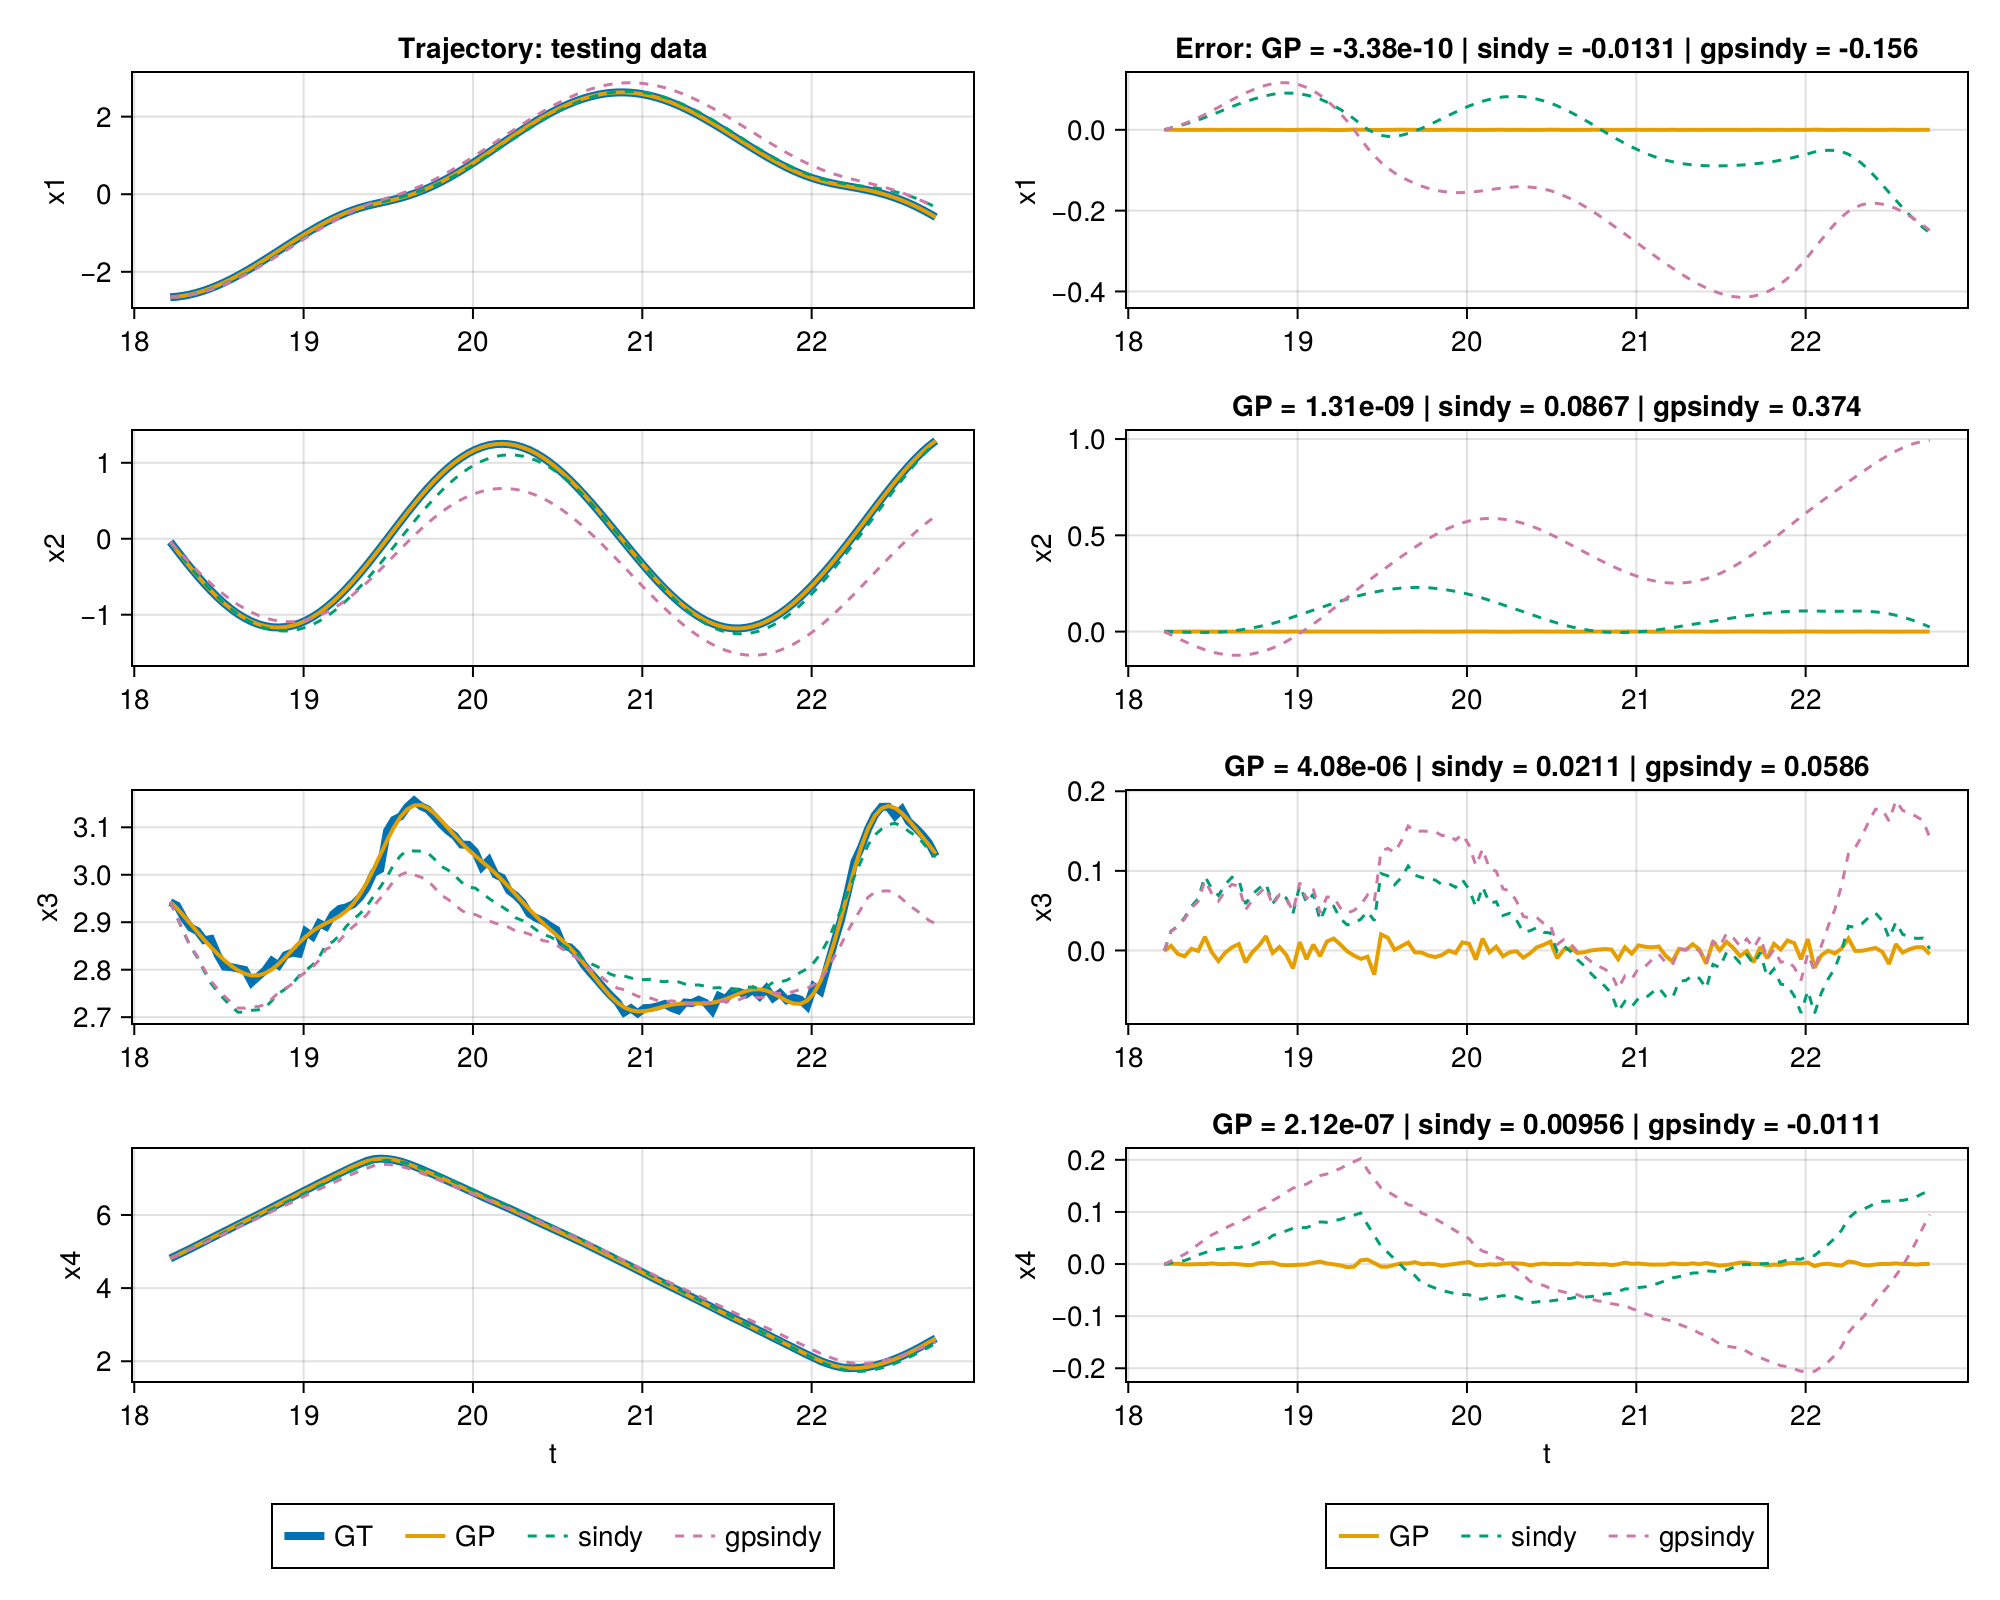 Trajectory: testing data
x1
2
0
−2
18 19 20 21 22
x2
1
0
−1
18 19 20 21 22
x3
3.1
3.0
2.9
2.8
2.7
18 19 20 21 22
x4
6
4
2
18 19 20 21 22
t
GT GP sindy gpsindy
Error: GP = -3.38e-10 | sindy = -0.0131 | gpsindy = -0.156
x1
0.0
−0.2
−0.4
18 19 20 21 22
GP = 1.31e-09 | sindy = 0.0867 | gpsindy = 0.374
x2
1.0
0.5
0.0
18 19 20 21 22
GP = 4.08e-06 | sindy = 0.0211 | gpsindy = 0.0586
x3
0.2
0.1
0.0
18 19 20 21 22
GP = 2.12e-07 | sindy = 0.00956 | gpsindy = -0.0111
x4
0.2
0.1
0.0
−0.1
−0.2
18 19 20 21 22
t
GP sindy gpsindy